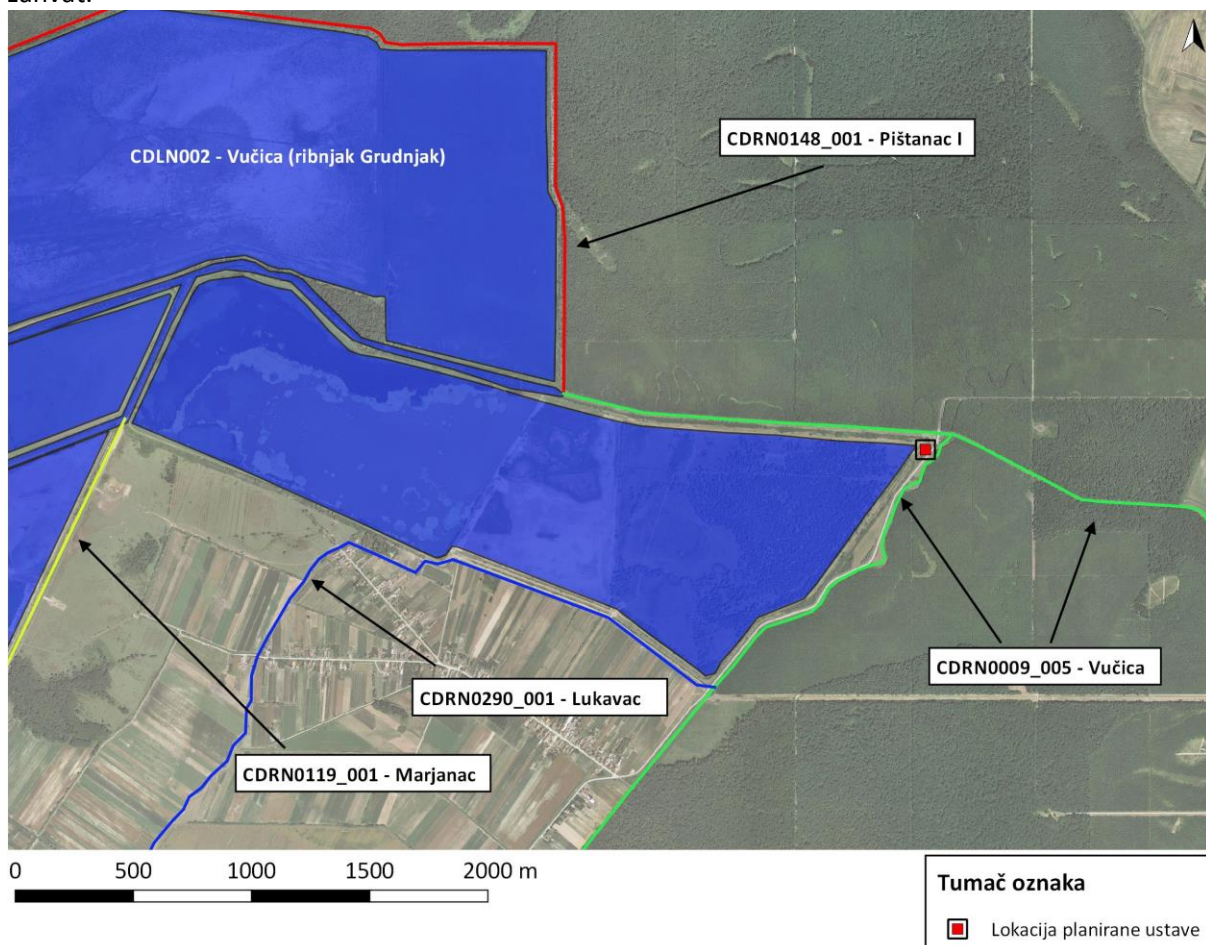 CDRN0148_001 - Pištanac I
CDLN002 - Vučica (ribnjak Grudnjak)
CDRN0009_005 - Vučica
CDRN0290_001 - Lukavac
CDRN0119_001 - Marjanac
0 500 1000 1500 2000 m
Tumač oznaka
Lokacija planirane ustave